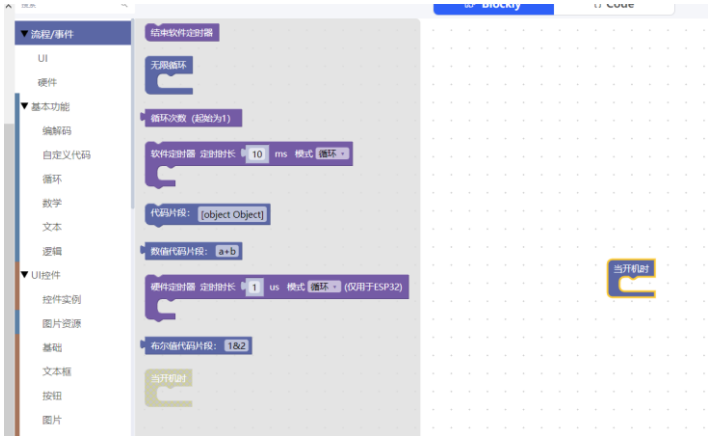 搜索
Blockly
Code
▼流程/事件
UI
硬件
▼基本功能
编解码
自定义代码
循环
数学
文本
逻辑
▼UI控件
控件实例
图片资源
基础
文本框
按钮
图片
结束软件定时器
无限循环
循环次数（起始为1）
软件定时器 定时时长 10 ms 模式 循环
代码片段： [object Object]
数值代码片段： a+b
硬件定时器 定时时长 1 us 模式 循环 (仅用于ESP32)
布尔值代码片段： 1&2
当开机时
当开机时